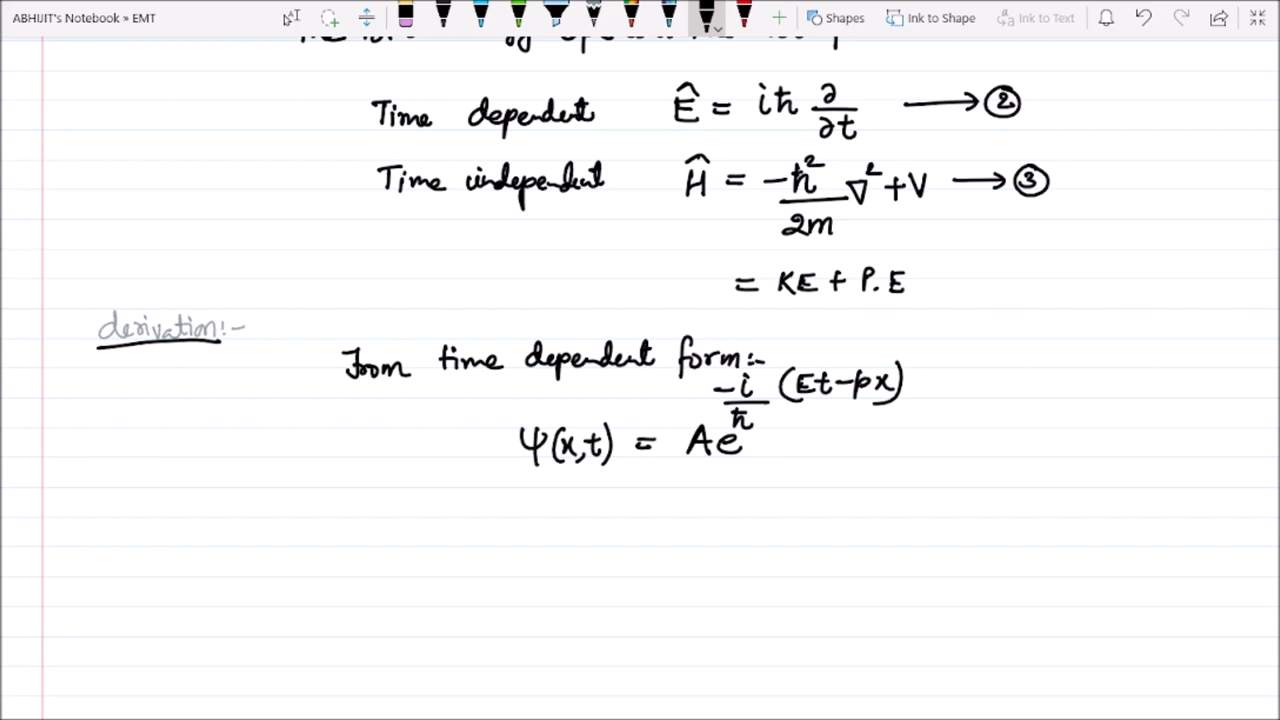 ABHIJIT's Notebook » EMT
Shapes
Ink to Shape
Ink to Text
Time dependent Ê = iħ ∂/∂t ⟶ ②
Time independent Ĥ = -ħ²/2m ∇² + V ⟶ ③
= KE + P.E
derivation:-
From time dependent form:-
ψ(x,t) = Ae^{-i/ħ (Et-px)}